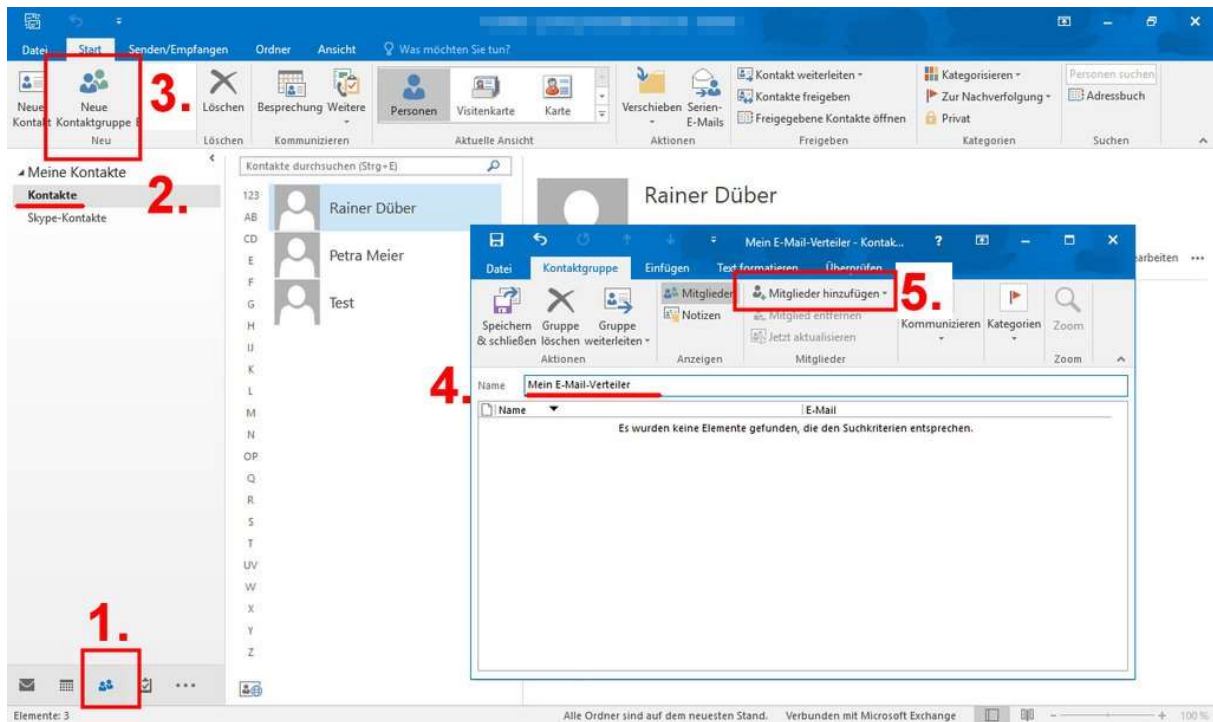 Datei Start Senden/Empfangen Ordner Ansicht Was möchten Sie tun?
Neuer Kontakt
Neue Kontaktgruppe
3.
Löschen
Besprechung
Weitere
Personen
Visitenkarte
Karte
Verschieben
Serien-E-Mails
Kontakt weiterleiten
Kontakte freigeben
Freigegebene Kontakte öffnen
Kategorisieren
Zur Nachverfolgung
Privat
Personen suchen
Adressbuch
Neu Löschen Kommunizieren Aktuelle Ansicht Aktionen Freigeben Kategorien Suchen
Meine Kontakte
Kontakte
2.
Skype-Kontakte
Kontakte durchsuchen (Strg+E)
123
AB
CD
E
F
G
H
IJ
K
L
M
N
OP
Q
R
S
T
UV
W
X
Y
Z
Rainer Düber
Petra Meier
Test
Rainer Düber
earbeiten
Mein E-Mail-Verteiler - Kontak... ?
Datei Kontaktgruppe Einfügen Text formatieren Überprüfen
5.
Speichern & schließen
Gruppe löschen
Gruppe weiterleiten
Mitglieder
Notizen
Mitglieder hinzufügen
Mitglied entfernen
Jetzt aktualisieren
Kommunizieren
Kategorien
Zoom
Aktionen Anzeigen Mitglieder Zoom
4.
Name Mein E-Mail-Verteiler
Name E-Mail
Es wurden keine Elemente gefunden, die den Suchkriterien entsprechen.
1.
Elemente: 3 Alle Ordner sind auf dem neuesten Stand. Verbunden mit Microsoft Exchange 100 %